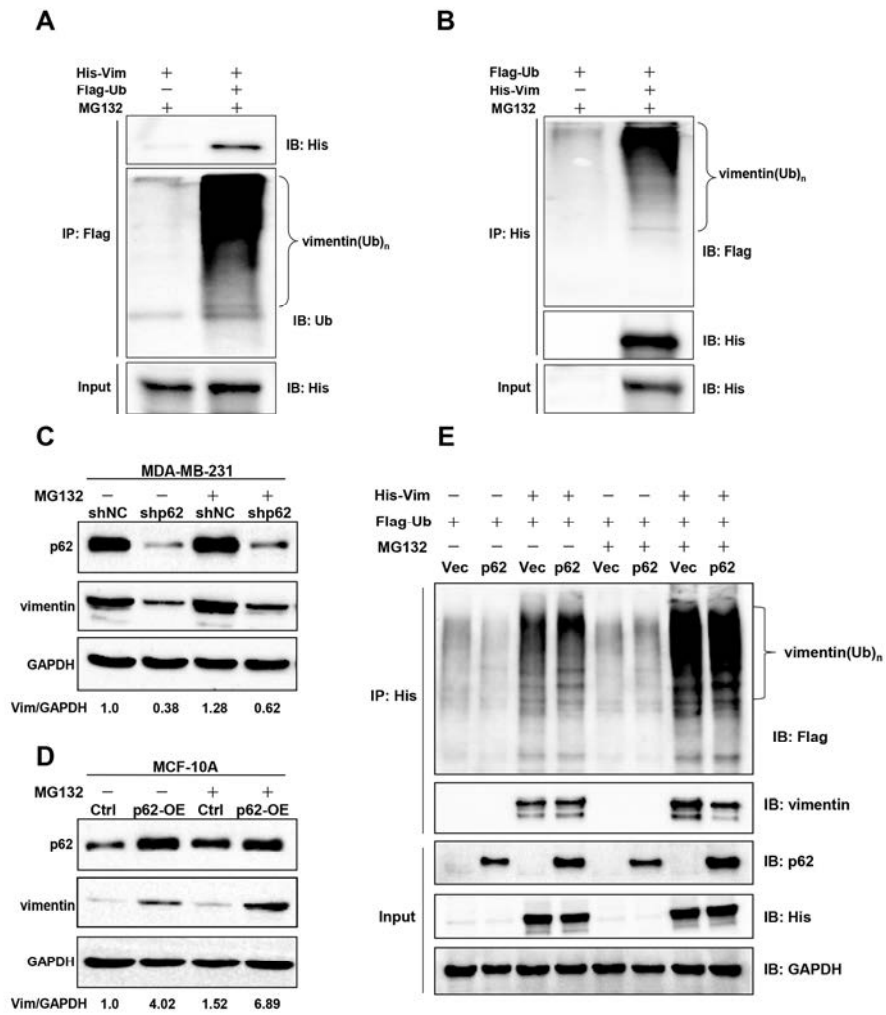 A
His-Vim + +
Flag-Ub − +
MG132 + +
IB: His
IP: Flag
vimentin(Ub)n
IB: Ub
Input
IB: His
B
Flag-Ub + +
His-Vim − +
MG132 + +
vimentin(Ub)n
IP: His
IB: Flag
IB: His
Input
IB: His
C
MDA-MB-231
MG132 − − + +
shNC shp62 shNC shp62
p62
vimentin
GAPDH
Vim/GAPDH 1.0 0.38 1.28 0.62
D
MCF-10A
MG132 − − + +
Ctrl p62-OE Ctrl p62-OE
p62
vimentin
GAPDH
Vim/GAPDH 1.0 4.02 1.52 6.89
E
His-Vim − − + + − − + +
Flag-Ub + + + + + + + +
MG132 − − − − + + + +
Vec p62 Vec p62 Vec p62 Vec p62
vimentin(Ub)n
IP: His
IB: Flag
IB: vimentin
IB: p62
Input
IB: His
IB: GAPDH